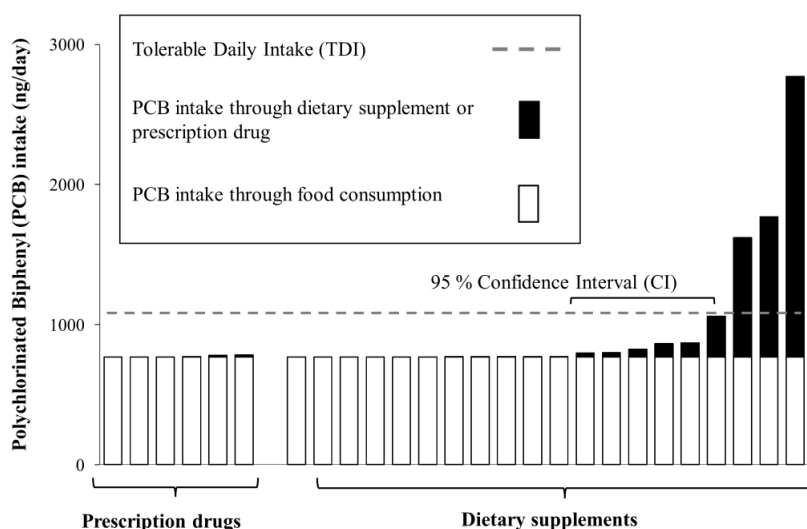 3000
2000
1000
0
Polychlorinated Biphenyl (PCB) intake (ng/day)
Tolerable Daily Intake (TDI)
PCB intake through dietary supplement or
prescription drug
PCB intake through food consumption
95 % Confidence Interval (CI)
Prescription drugs
Dietary supplements